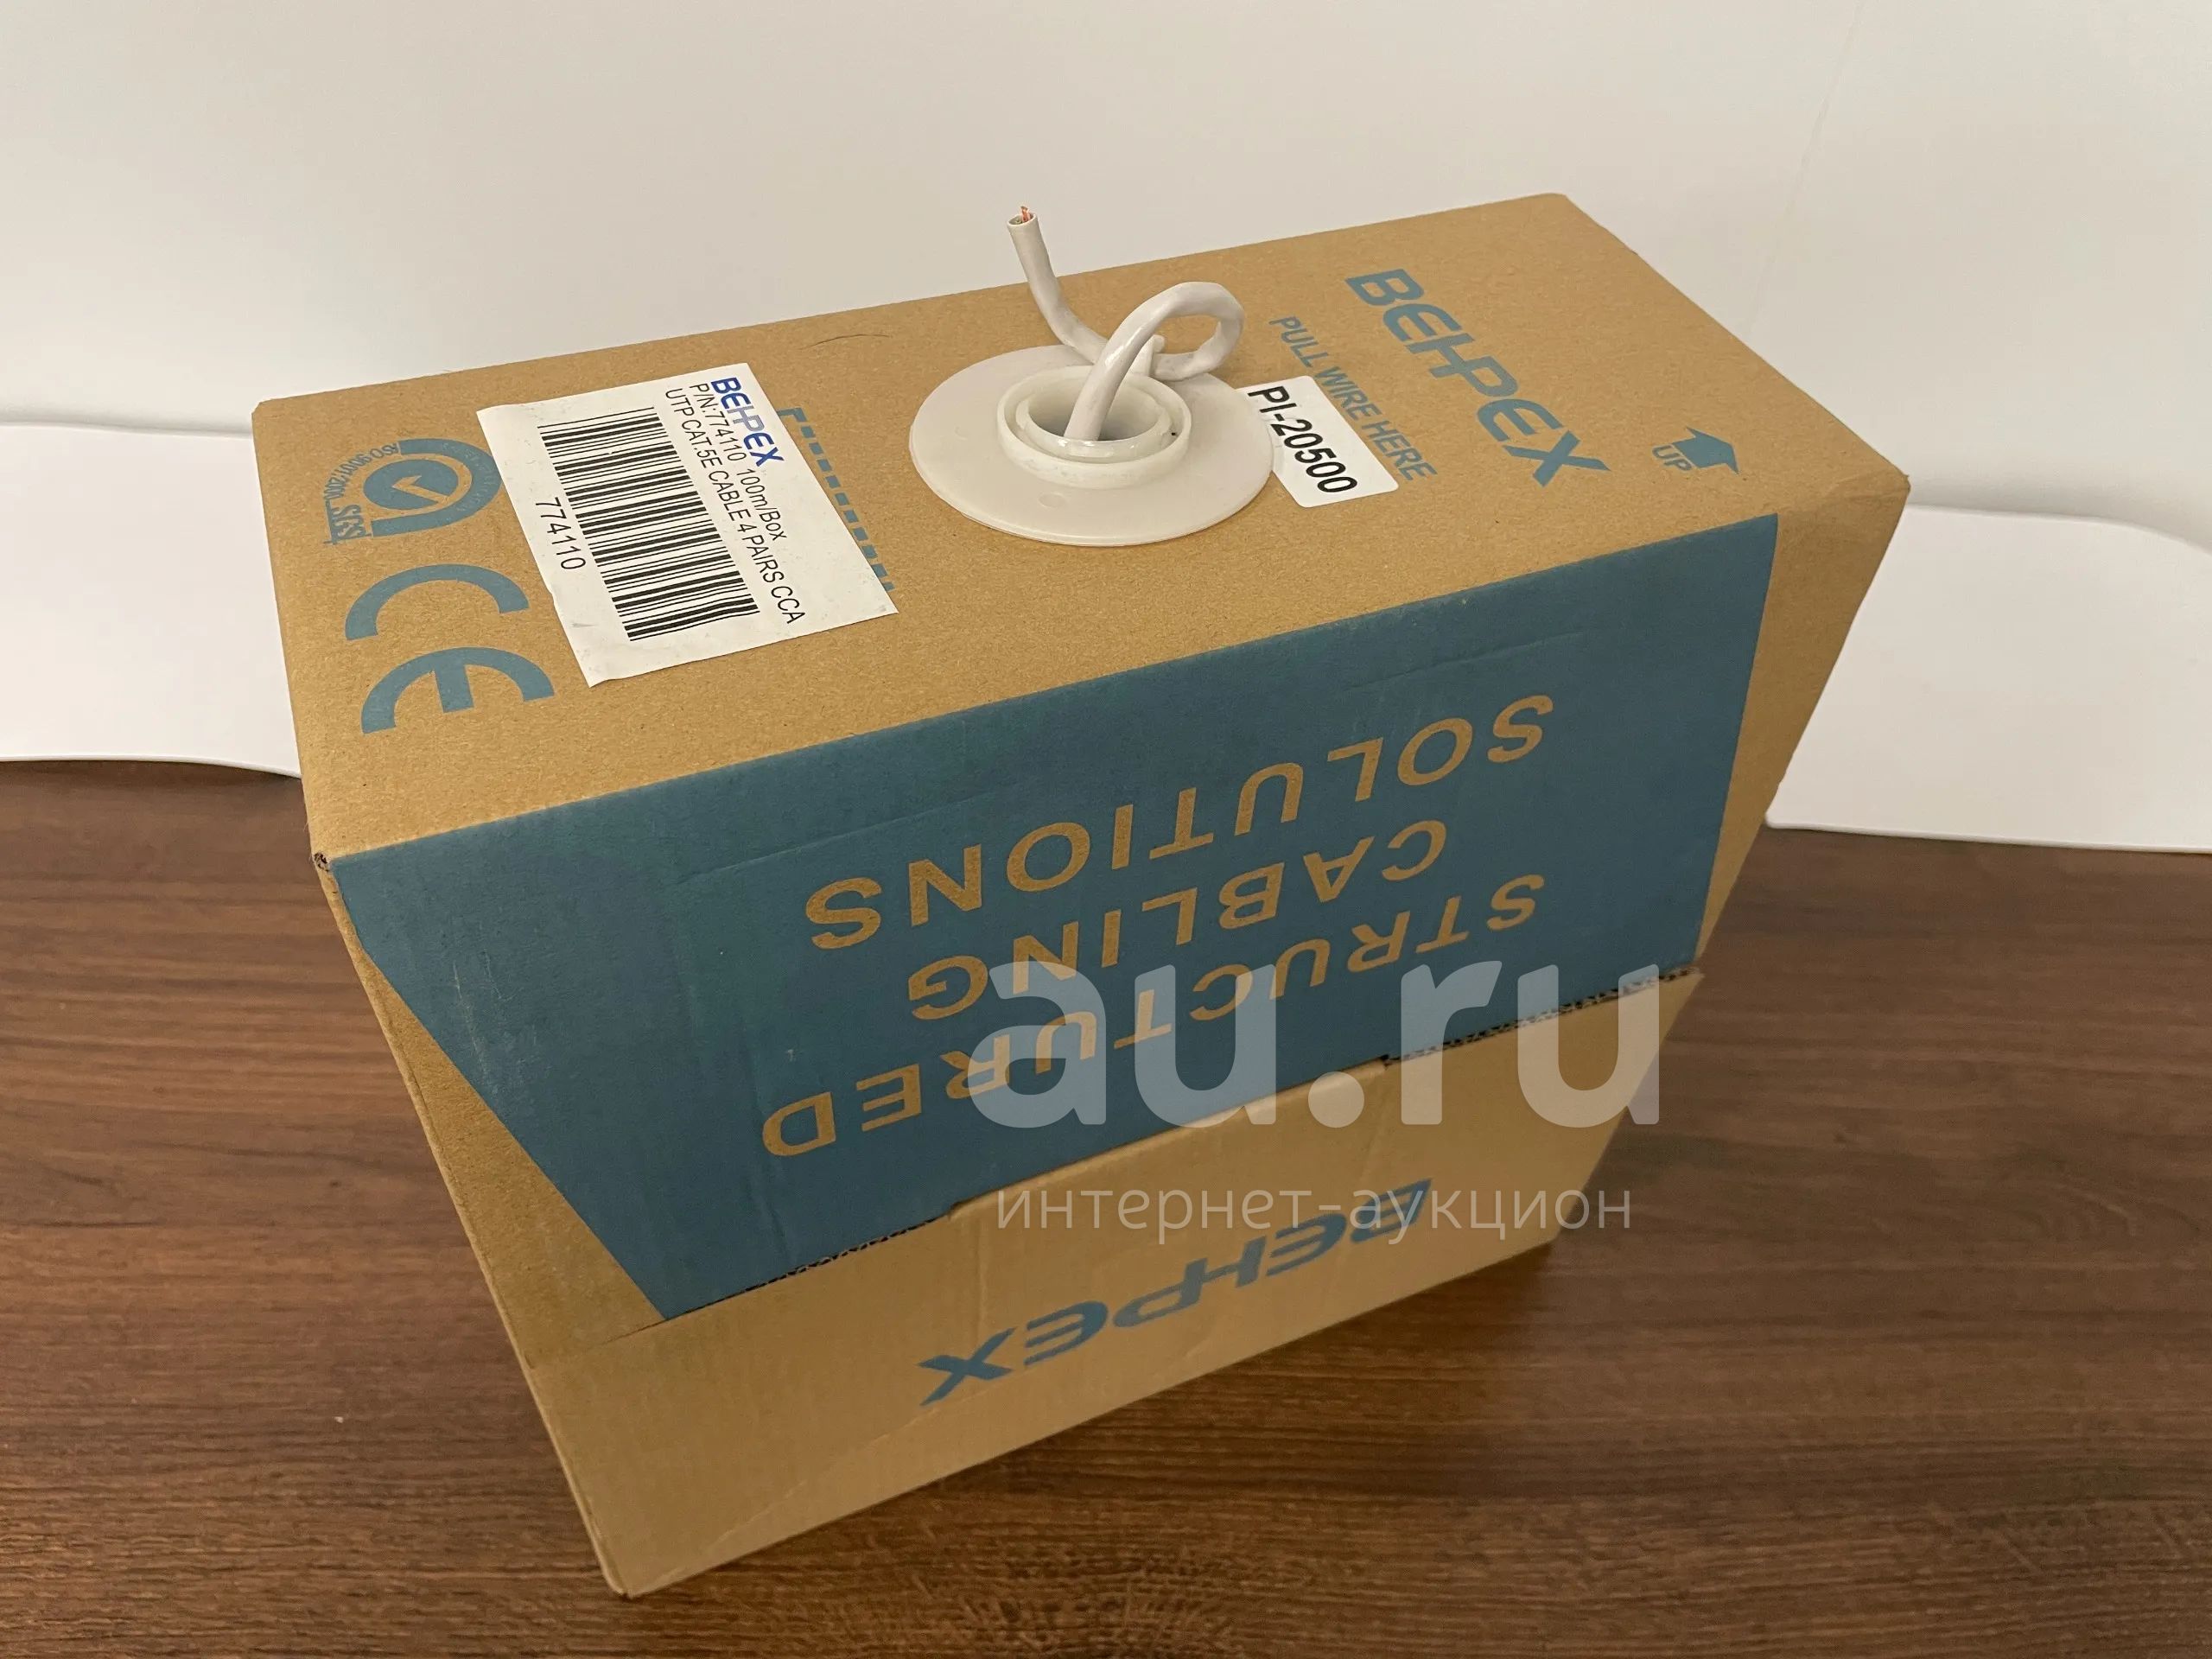 BEHPEX
PULL WIRE HERE
UP
PI-20500
BEHPEX
P/N:774110 100m/Box
UTP CAT.5E CABLE 4 PAIRS CCA
774110
CE
STRUCTURED
CABLING
SOLUTIONS
BEHPEX
au.ru
интернет-аукцион